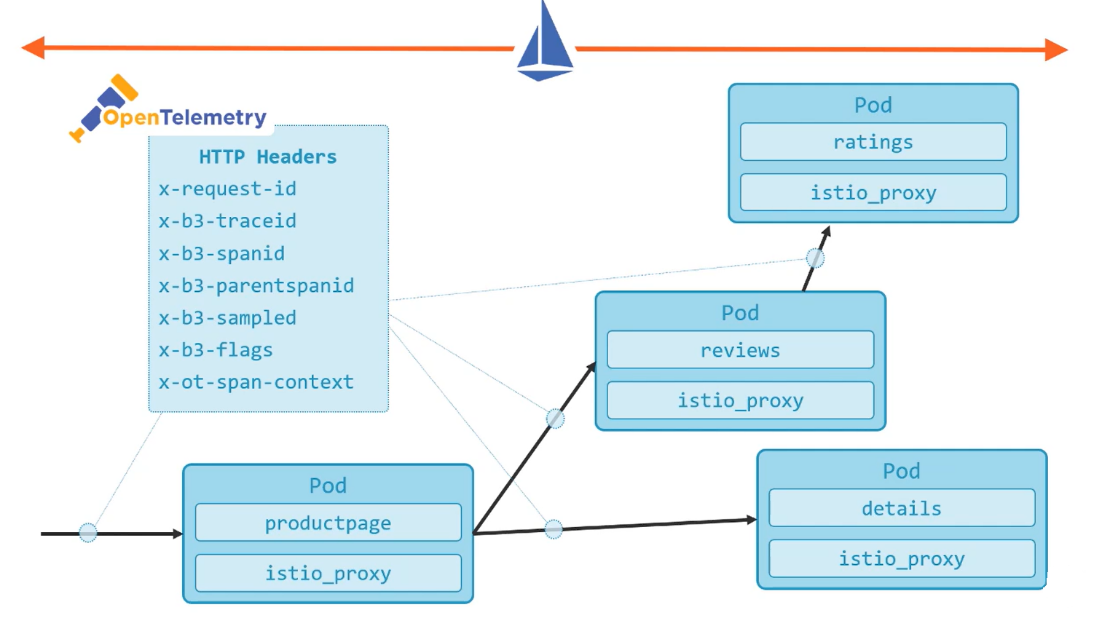 OpenTelemetry
HTTP Headers
x-request-id
x-b3-traceid
x-b3-spanid
x-b3-parentspanid
x-b3-sampled
x-b3-flags
x-ot-span-context
Pod
ratings
istio_proxy
Pod
reviews
istio_proxy
Pod
productpage
istio_proxy
Pod
details
istio_proxy